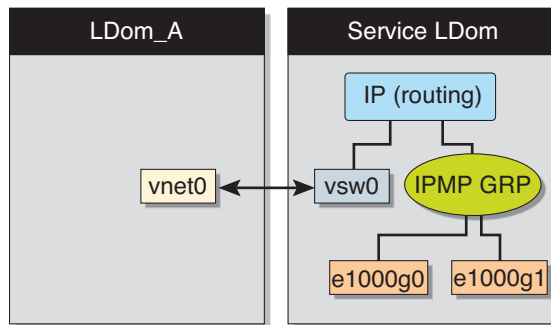 LDom_A
Service LDom
IP (routing)
vnet0
vsw0
IPMP GRP
e1000g0
e1000g1